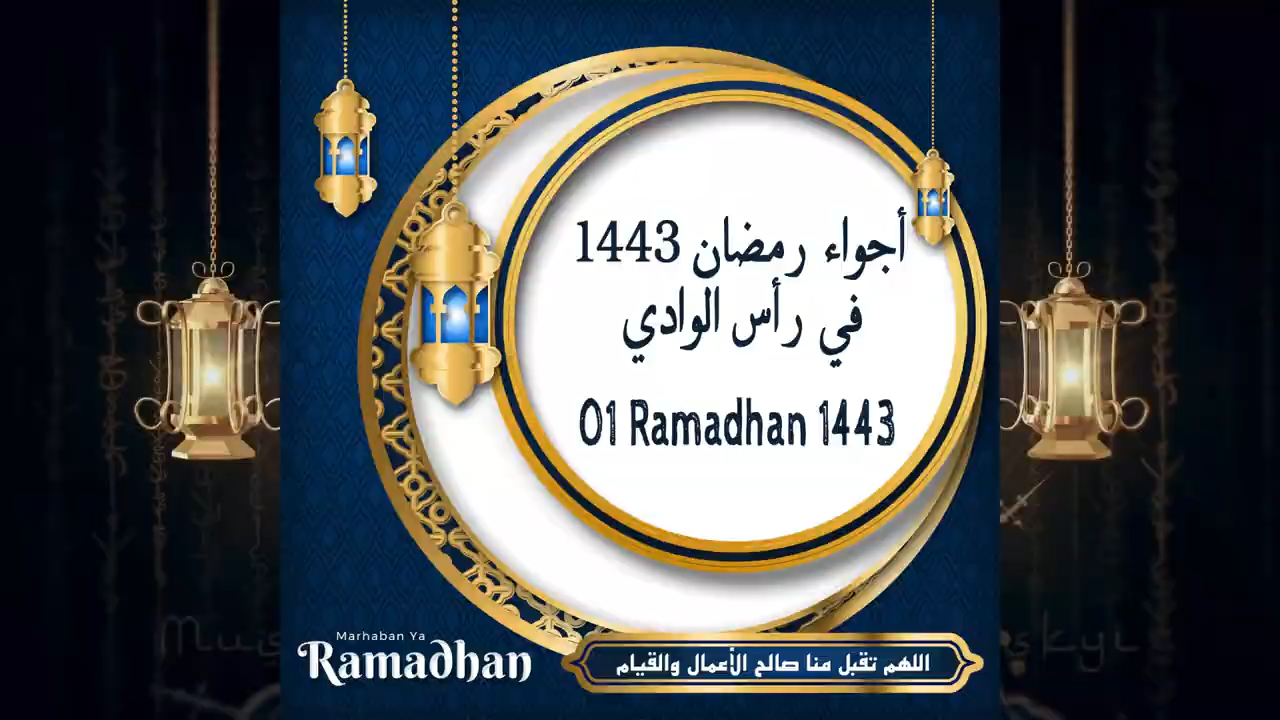 أجواء رمضان 1443
في رأس الوادي
01 Ramadhan 1443
Marhaban Ya
Ramadhan
اللهم تقبل منا صالح الأعمال والقيام